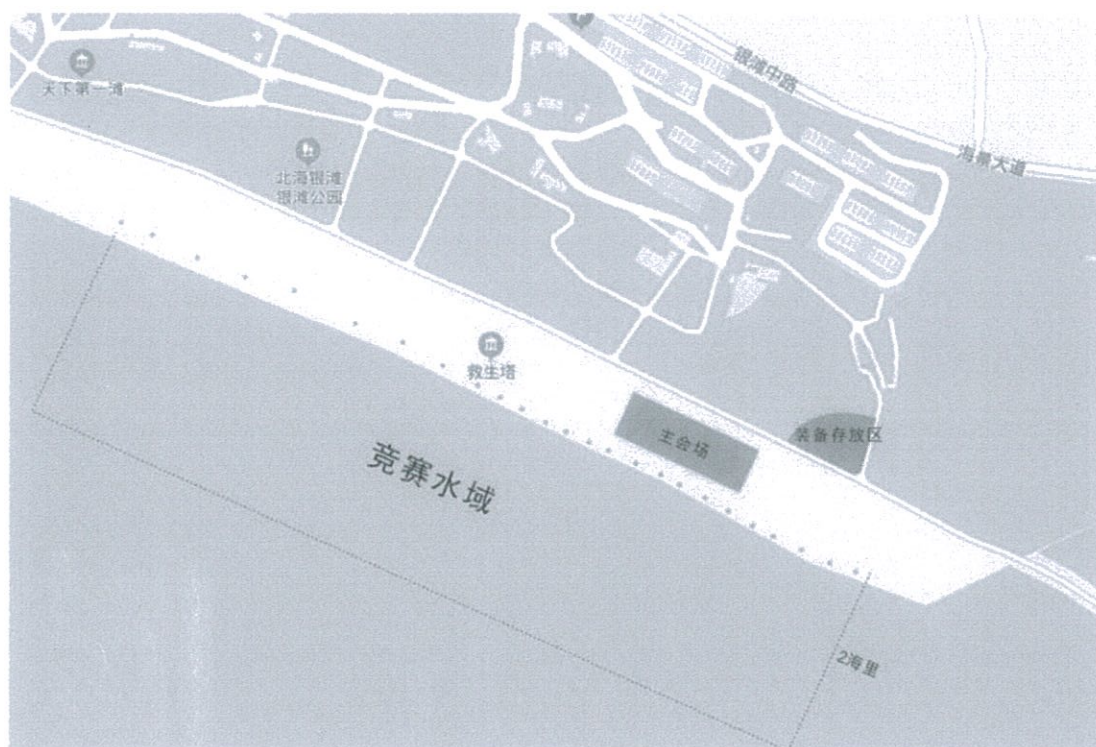 银滩中路
天下第一滩
海景大道
北海银滩
银滩公园
救生塔
主会场
装备存放区
竞赛水域
2海里